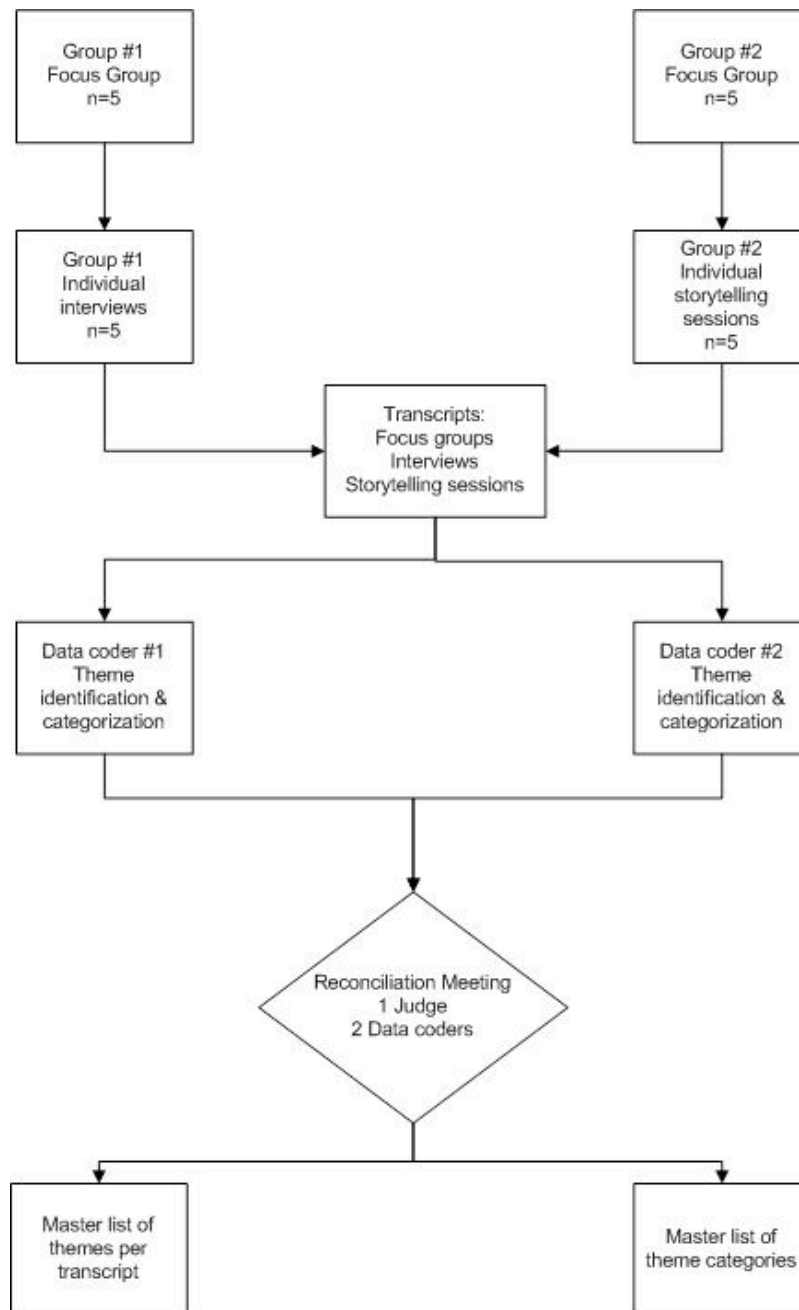 Group #1
Focus Group
n=5
Group #2
Focus Group
n=5
Group #1
Individual
interviews
n=5
Group #2
Individual
storytelling
sessions
n=5
Transcripts:
Focus groups
Interviews
Storytelling sessions
Data coder #1
Theme
identification &
categorization
Data coder #2
Theme
identification &
categorization
Reconciliation Meeting
1 Judge
2 Data coders
Master list of
themes per
transcript
Master list of
theme categories